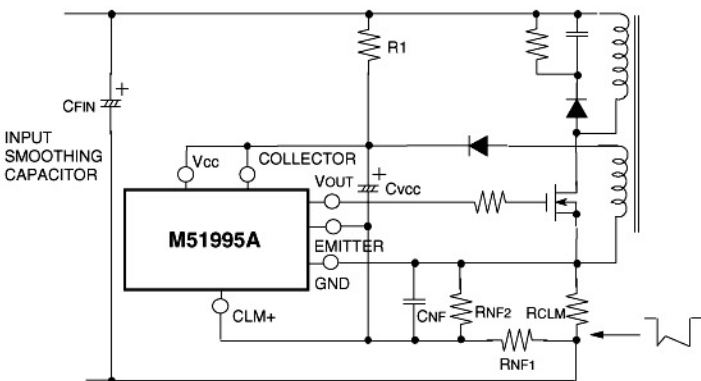 R1
CFIN
+
INPUT
SMOOTHING
CAPACITOR
VCC
COLLECTOR
+
VOUT
CVCC
M51995A
EMITTER
GND
CLM+
CNF
RNF2
RCLM
RNF1